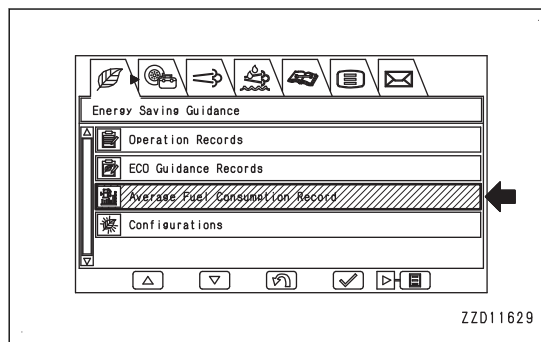 Energy Saving Guidance
Operation Records
ECO Guidance Records
Average Fuel Consumption Record
Configurations
ZZD11629